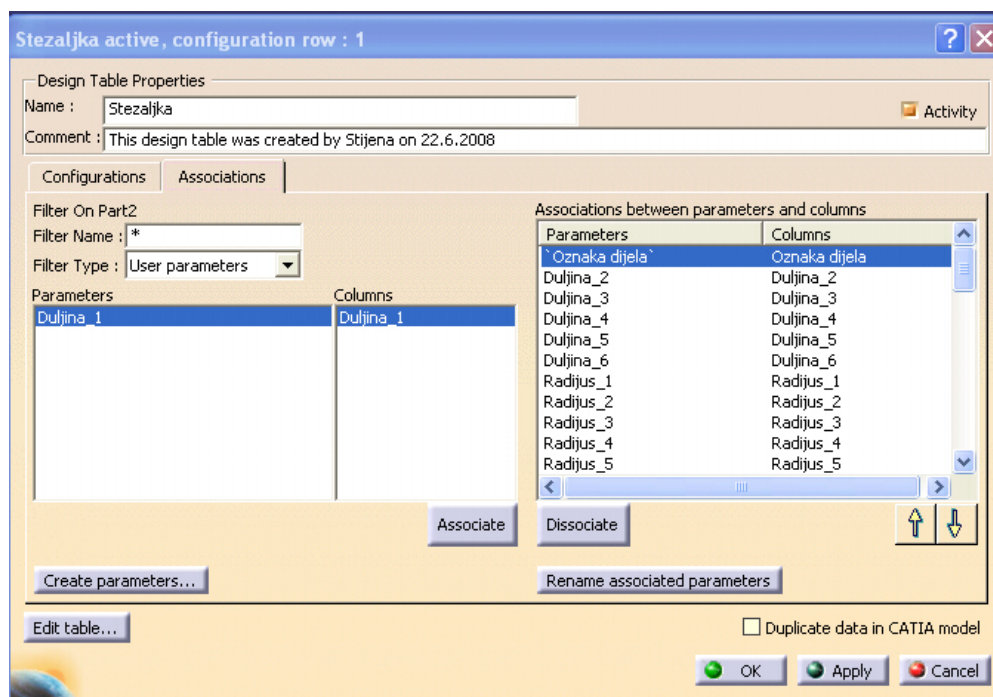 Stezaljka active, configuration row : 1
Design Table Properties
Name : Stezaljka
Activity
Comment : This design table was created by Stijena on 22.6.2008
Configurations Associations
Filter On Part2
Filter Name : *
Filter Type : User parameters
Parameters Columns
Duljina_1 Duljina_1
Associate
Create parameters...
Associations between parameters and columns
Parameters Columns
`Oznaka dijela` Oznaka dijela
Duljina_2 Duljina_2
Duljina_3 Duljina_3
Duljina_4 Duljina_4
Duljina_5 Duljina_5
Duljina_6 Duljina_6
Radijus_1 Radijus_1
Radijus_2 Radijus_2
Radijus_3 Radijus_3
Radijus_4 Radijus_4
Radijus_5 Radijus_5
Dissociate
Rename associated parameters
Edit table...
Duplicate data in CATIA model
OK Apply Cancel